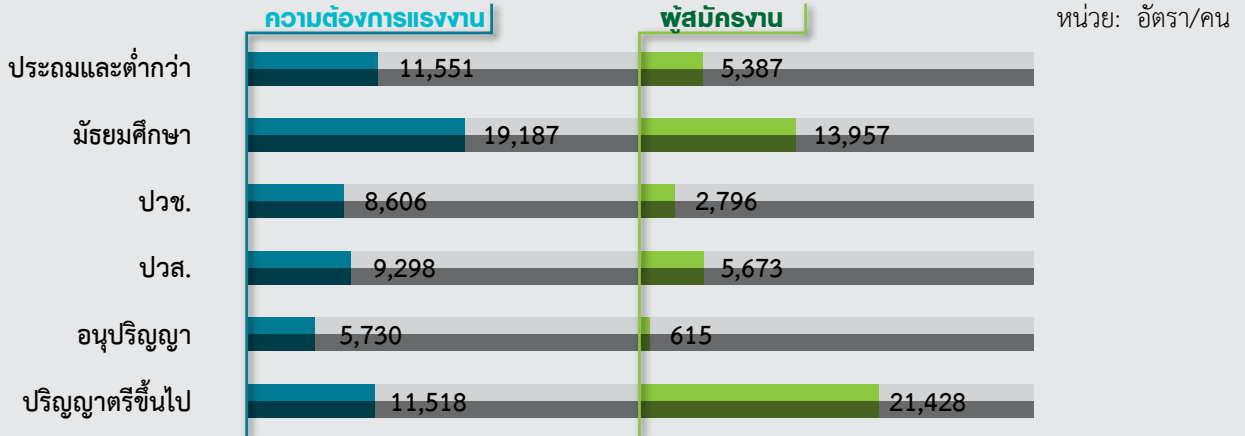 ความต้องการแรงงาน ผู้สมัครงาน หน่วย: อัตรา/คน
ประถมและต่ำกว่า 11,551 5,387
มัธยมศึกษา 19,187 13,957
ปวช. 8,606 2,796
ปวส. 9,298 5,673
อนุปริญญา 5,730 615
ปริญญาตรีขึ้นไป 11,518 21,428